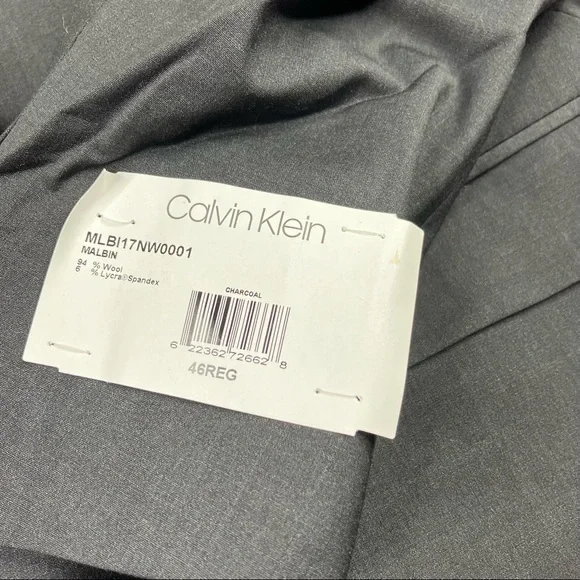 Calvin Klein
MLBI17NW0001
MALBIN
94 % Wool
6 % Lycra®Spandex
CHARCOAL
6 22362 72662 8
46REG